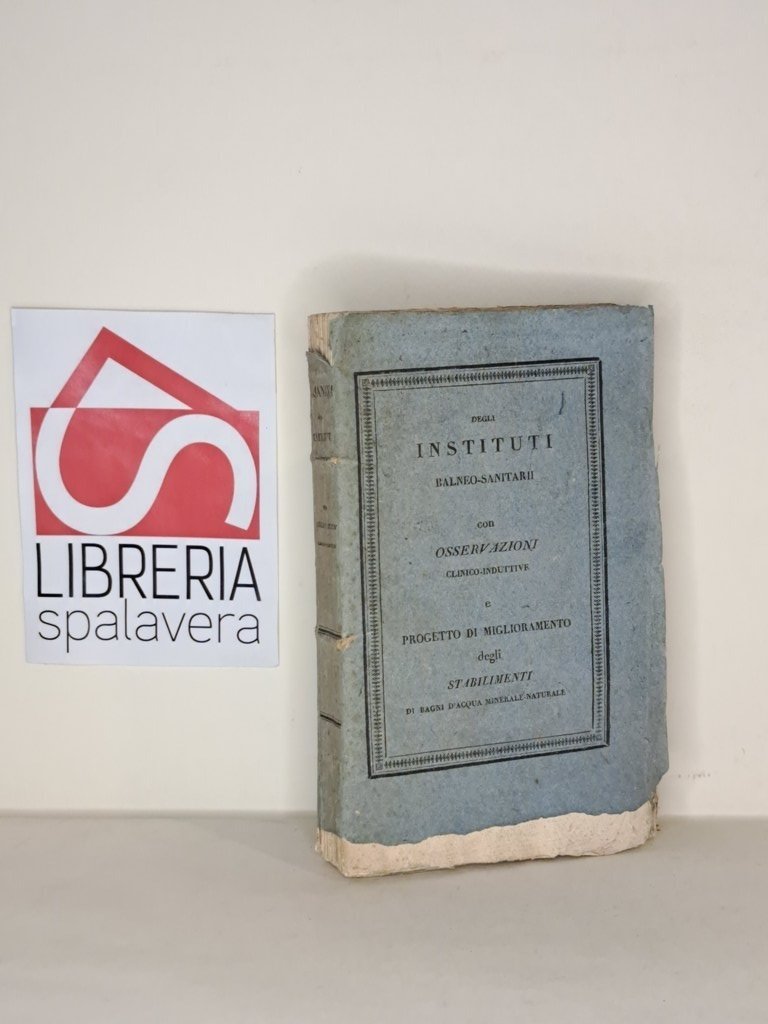 LIBRERIA
spalavera
DEGLI
INSTITUTI
BALNEO-SANITARII
con
OSSERVAZIONI
CLINICO-INDUTTIVE
e
PROGETTO DI MIGLIORAMENTO
degli
STABILIMENTI
DI BAGNI D'ACQUA MINERALE-NATURALE